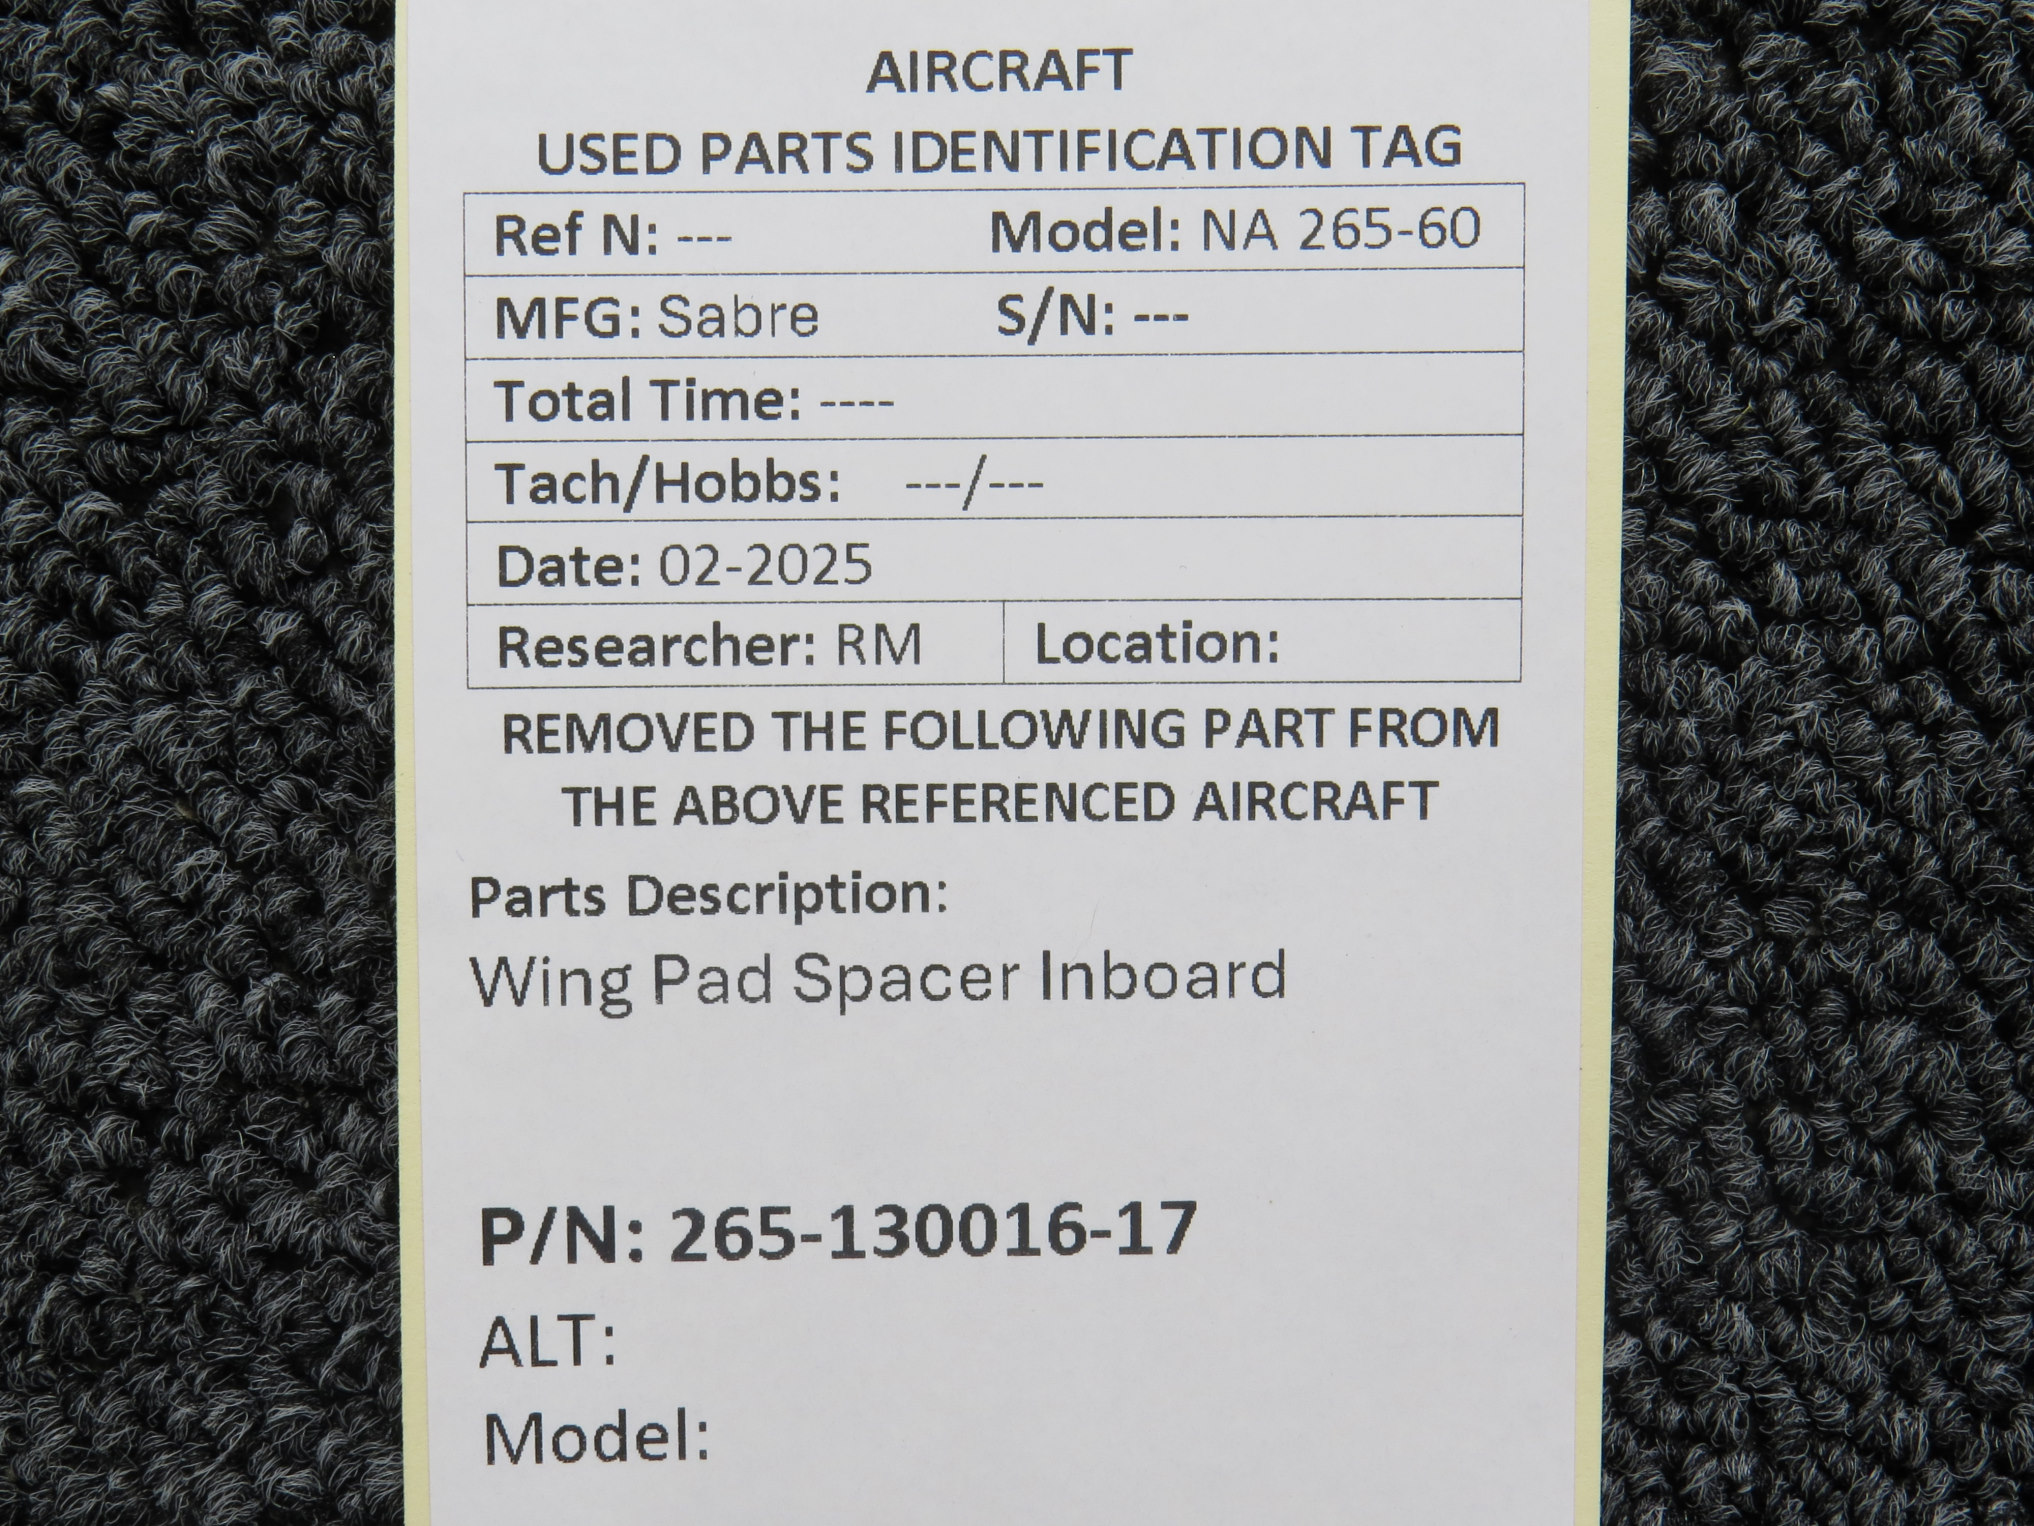 AIRCRAFT
USED PARTS IDENTIFICATION TAG
Ref N: --- Model: NA 265-60
MFG: Sabre S/N: ---
Total Time: ----
Tach/Hobbs: ---/---
Date: 02-2025
Researcher: RM Location:
REMOVED THE FOLLOWING PART FROM
THE ABOVE REFERENCED AIRCRAFT
Parts Description:
Wing Pad Spacer Inboard
P/N: 265-130016-17
ALT:
Model: